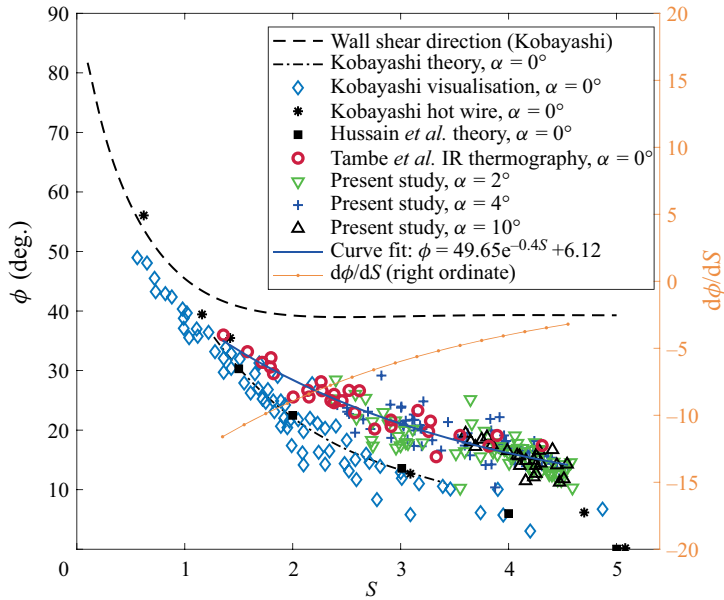 90
80
70
60
50
40
30
20
10
0
ϕ (deg.)
20
15
10
5
0
−5
−10
−15
−20
dϕ/dS
Wall shear direction (Kobayashi)
Kobayashi theory, α = 0°
Kobayashi visualisation, α = 0°
Kobayashi hot wire, α = 0°
Hussain et al. theory, α = 0°
Tambe et al. IR thermography, α = 0°
Present study, α = 2°
Present study, α = 4°
Present study, α = 10°
Curve fit: ϕ = 49.65e^−0.4S +6.12
dϕ/dS (right ordinate)
1
2
3
4
5
S